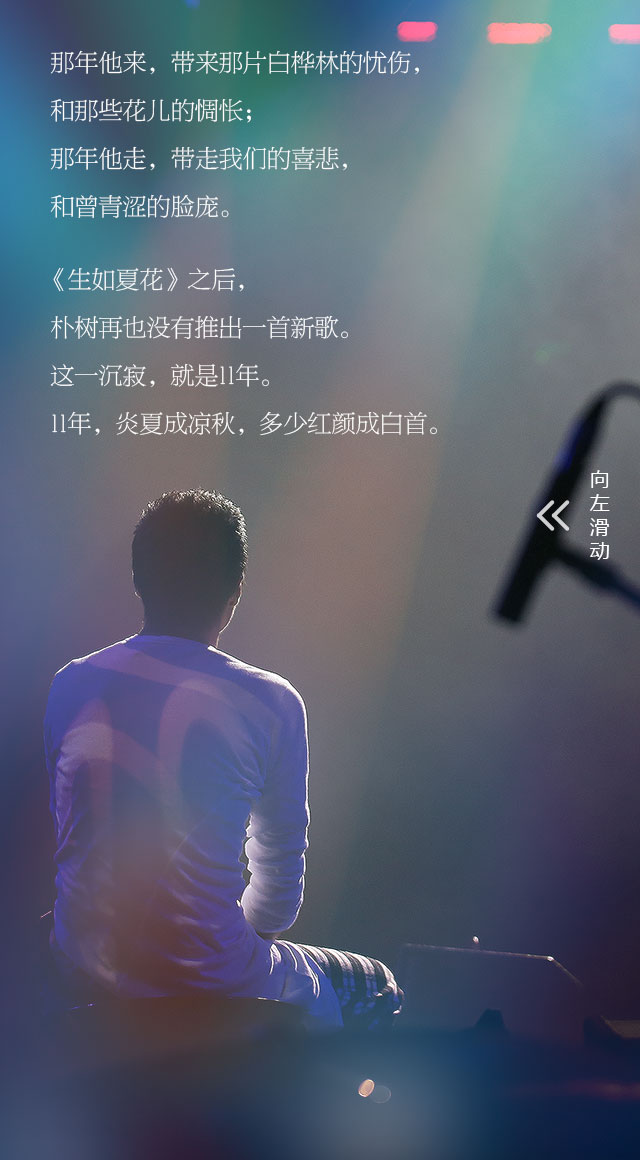 那年他来，带来那片白桦林的忧伤，
和那些花儿的惆怅；
那年他走，带走我们的喜悲，
和曾青涩的脸庞。
《生如夏花》之后，
朴树再也没有推出一首新歌。
这一沉寂，就是11年。
11年，炎夏成凉秋，多少红颜成白首。
向左滑动